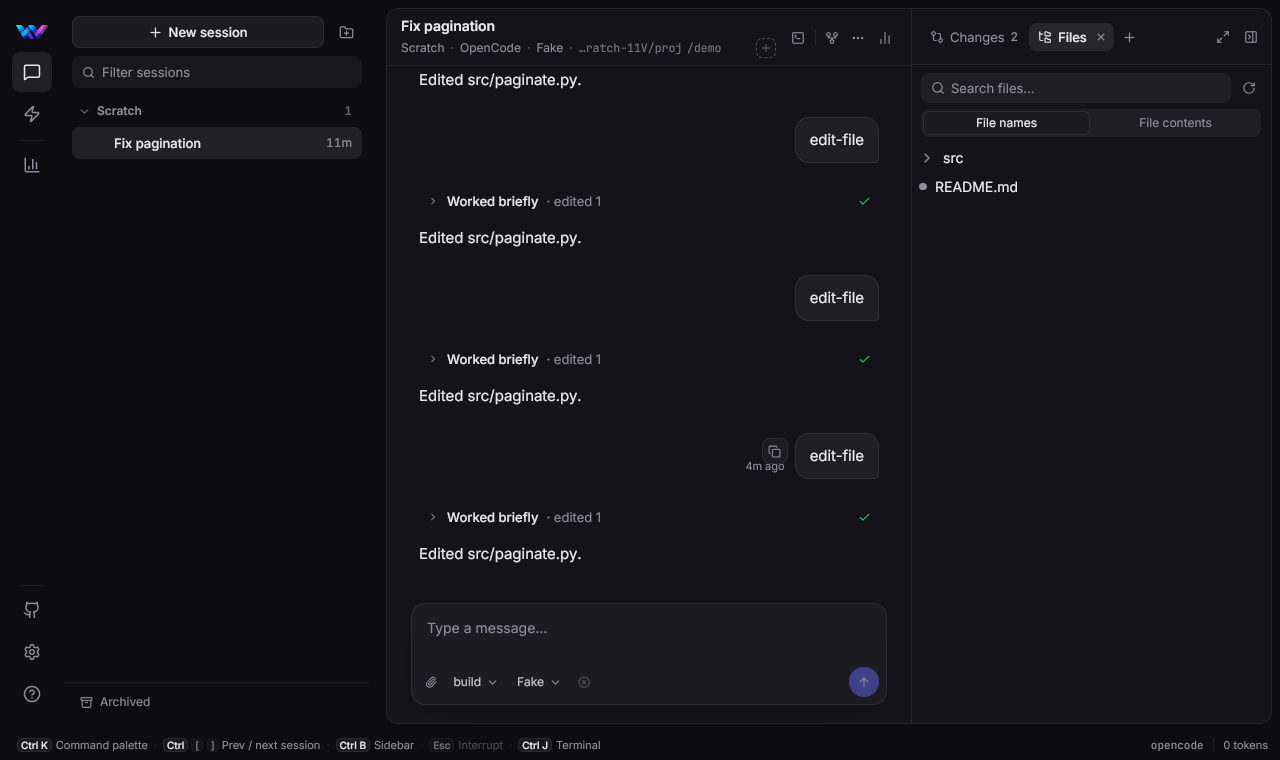 New session
Filter sessions
Scratch 1
Fix pagination 11m
Archived
Fix pagination
Scratch · OpenCode · Fake · …ratch-11V/proj /demo
Edited src/paginate.py.
edit-file
Worked briefly · edited 1
Edited src/paginate.py.
edit-file
Worked briefly · edited 1
Edited src/paginate.py.
4m ago
edit-file
Worked briefly · edited 1
Edited src/paginate.py.
Type a message...
build Fake
Changes 2 Files
Search files...
File names File contents
src
README.md
Ctrl K Command palette · Ctrl [ ] Prev / next session · Ctrl B Sidebar · Esc Interrupt · Ctrl J Terminal
opencode 0 tokens